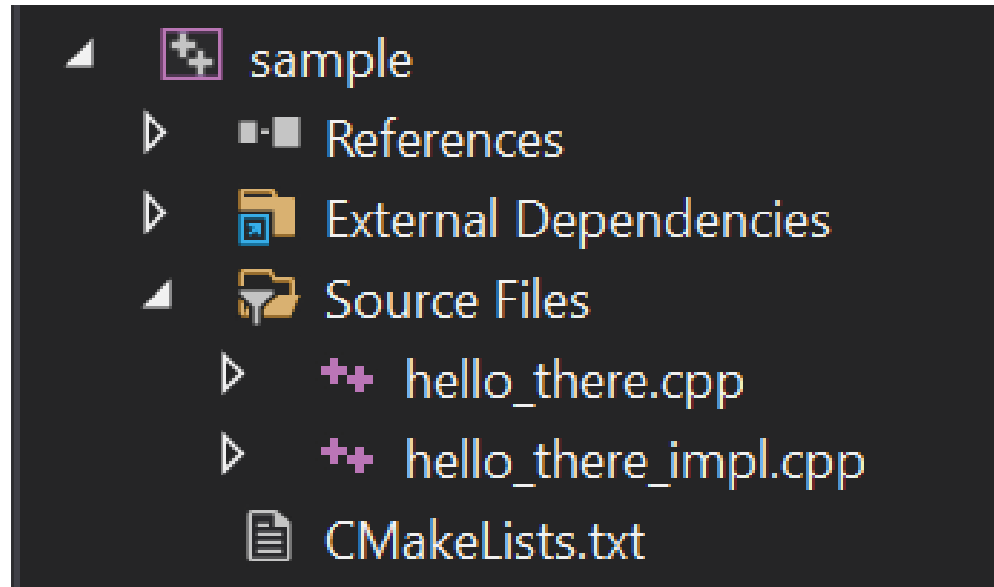 sample
References
External Dependencies
Source Files
hello_there.cpp
hello_there_impl.cpp
CMakeLists.txt